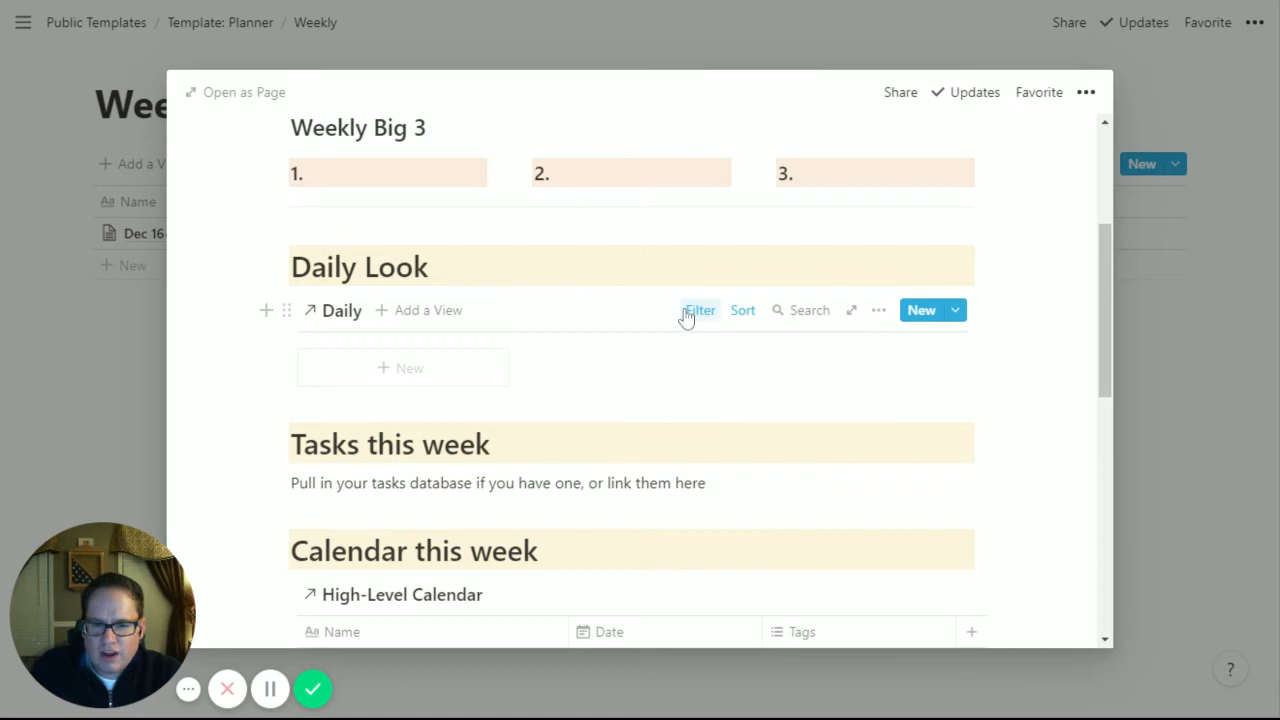 Public Templates / Template: Planner / Weekly
Share Updates Favorite •••
Wee
Open as Page
Share Updates Favorite •••
Weekly Big 3
+ Add a V
New
1. 2. 3.
Aa Name
Dec 16
+ New
Daily Look
Daily + Add a View Filter Sort Search ••• New
+ New
Tasks this week
Pull in your tasks database if you have one, or link them here
Calendar this week
High-Level Calendar
Aa Name Date Tags +
?